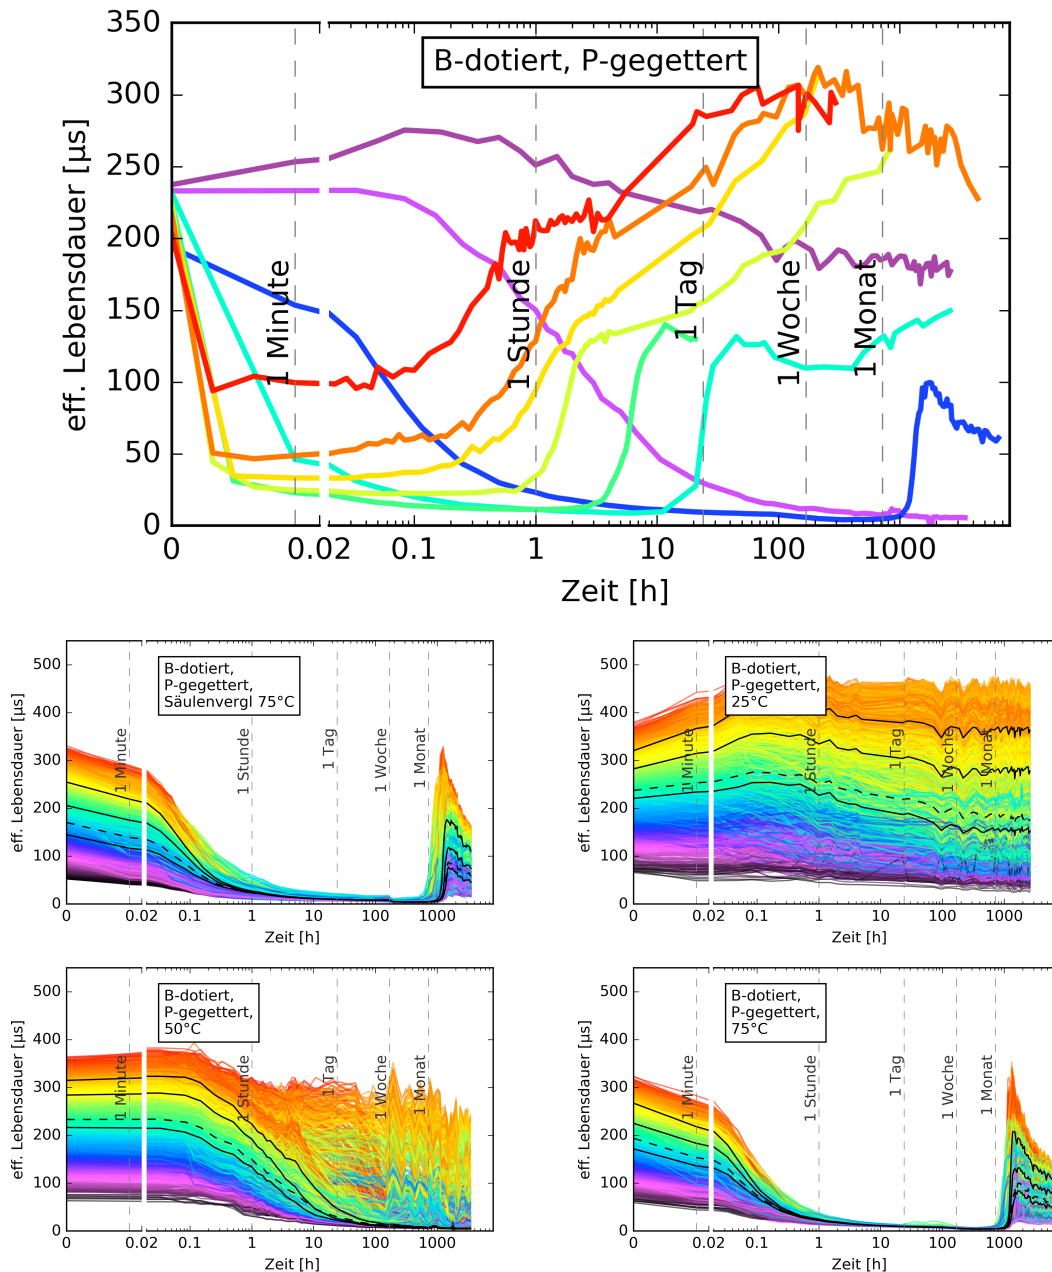 350
B-dotiert, P-gegettert
300
250
200
150
100
50
0
eff. Lebensdauer [µs]
1 Minute
1 Stunde
1 Tag
1 Woche
1 Monat
0
0.02
0.1
1
10
100
1000
Zeit [h]
500
400
300
200
100
0
eff. Lebensdauer [µs]
B-dotiert,
P-gegettert,
Säulenvergl 75°C
1 Minute
1 Stunde
1 Tag
1 Woche
1 Monat
0
0.02
0.1
1
10
100
1000
Zeit [h]
500
400
300
200
100
0
eff. Lebensdauer [µs]
B-dotiert,
P-gegettert,
25°C
1 Minute
1 Stunde
1 Tag
1 Woche
1 Monat
0
0.02
0.1
1
10
100
1000
Zeit [h]
500
400
300
200
100
0
eff. Lebensdauer [µs]
B-dotiert,
P-gegettert,
50°C
1 Minute
1 Stunde
1 Tag
1 Woche
1 Monat
0
0.02
0.1
1
10
100
1000
Zeit [h]
500
400
300
200
100
0
eff. Lebensdauer [µs]
B-dotiert,
P-gegettert,
75°C
1 Minute
1 Stunde
1 Tag
1 Woche
1 Monat
0
0.02
0.1
1
10
100
1000
Zeit [h]